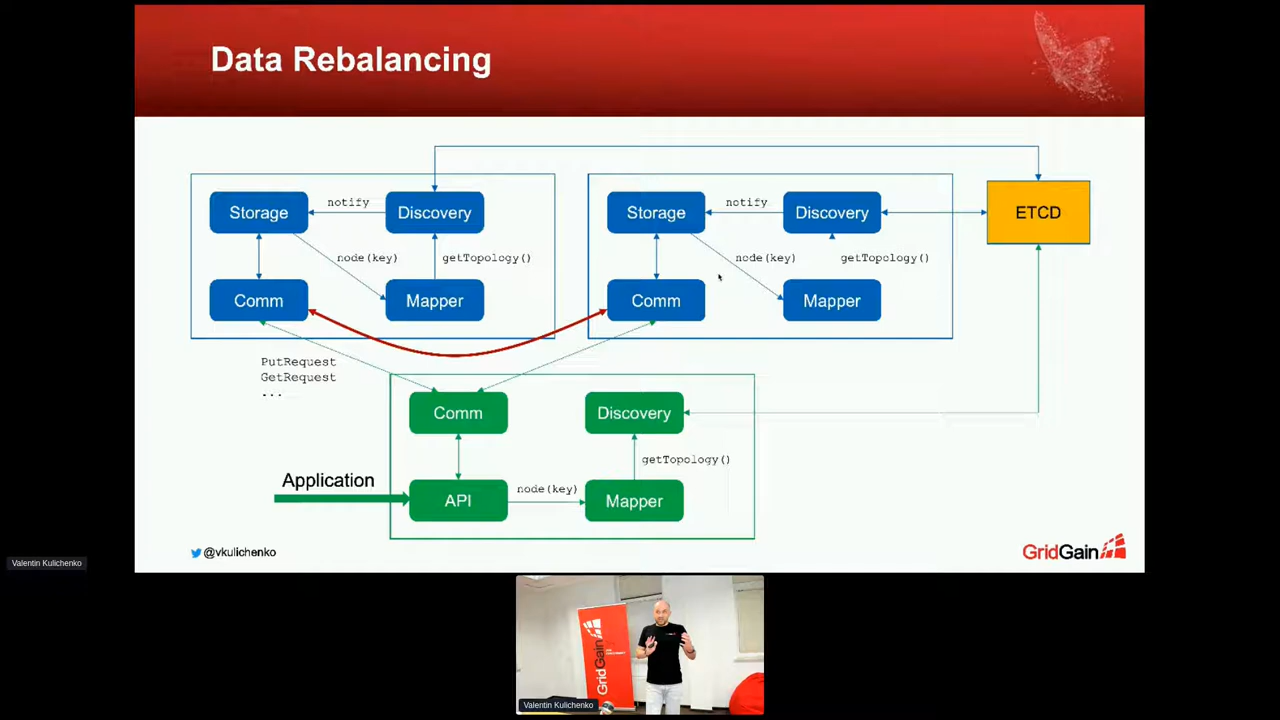 Data Rebalancing
Storage
notify
Discovery
node(key)
getTopology()
Comm
Mapper
Storage
notify
Discovery
node(key)
getTopology()
Comm
Mapper
ETCD
PutRequest
GetRequest
...
Comm
Discovery
getTopology()
Application
API
node(key)
Mapper
@vkulichenko
GridGain
Valentin Kulichenko
GridGain
Valentin Kulichenko